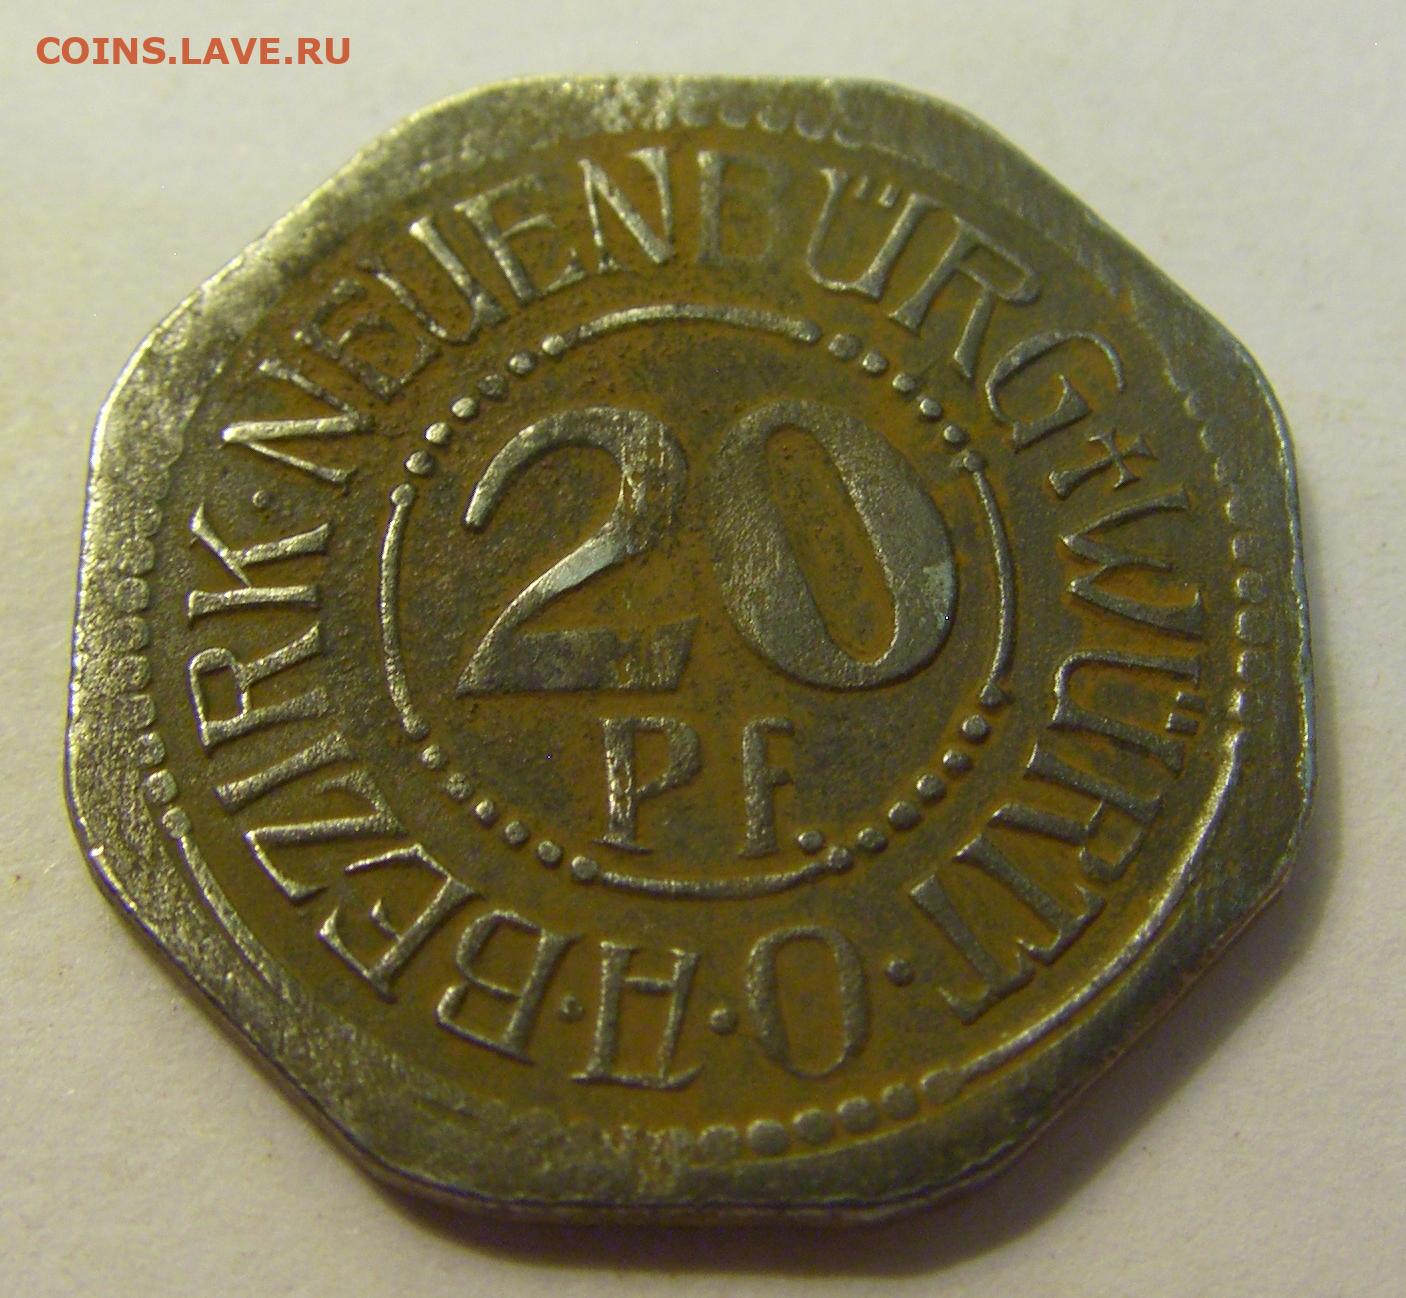 COINS.LAVE.RU
WÜRTT·O·A·BEZIRK·NEUENBÜRG
20
PF.